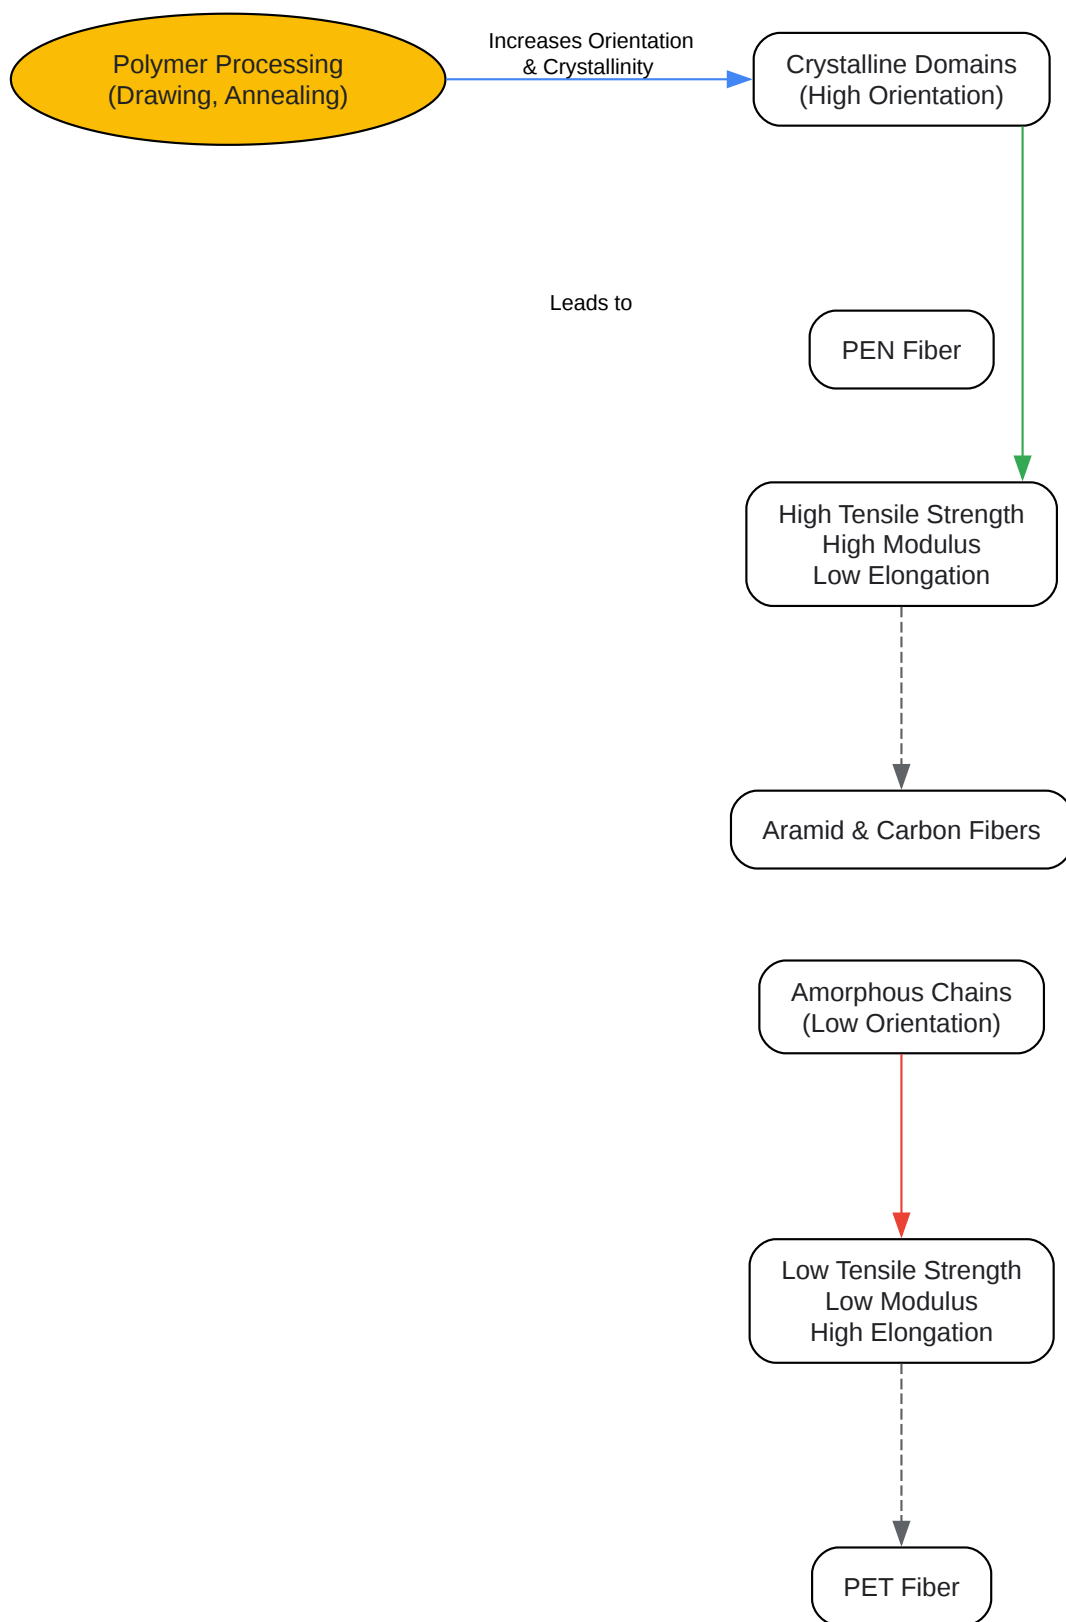 Polymer Processing
(Drawing, Annealing)
Increases Orientation
& Crystallinity
Crystalline Domains
(High Orientation)
Leads to
PEN Fiber
High Tensile Strength
High Modulus
Low Elongation
Aramid & Carbon Fibers
Amorphous Chains
(Low Orientation)
Low Tensile Strength
Low Modulus
High Elongation
PET Fiber